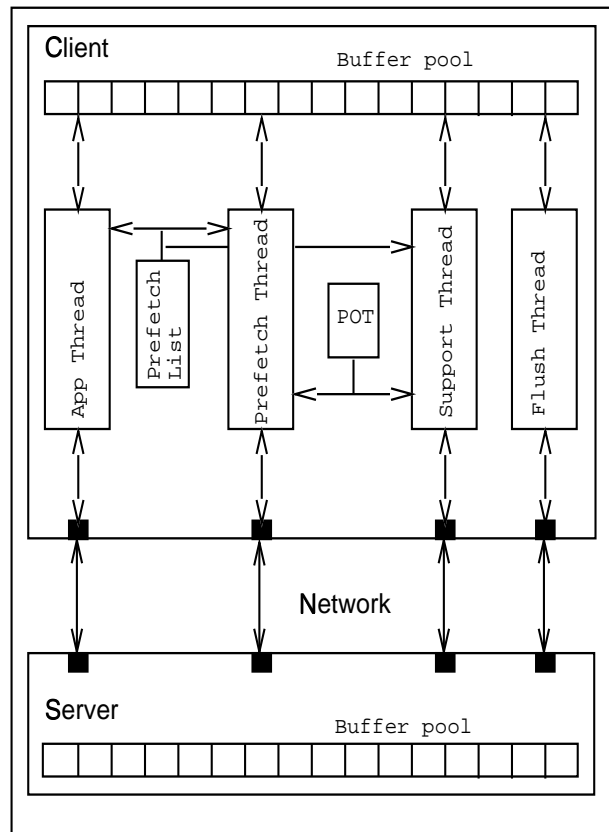 Client
Buffer pool
App Thread
Prefetch
List
Prefetch Thread
POT
Support Thread
Flush Thread
Network
Server
Buffer pool